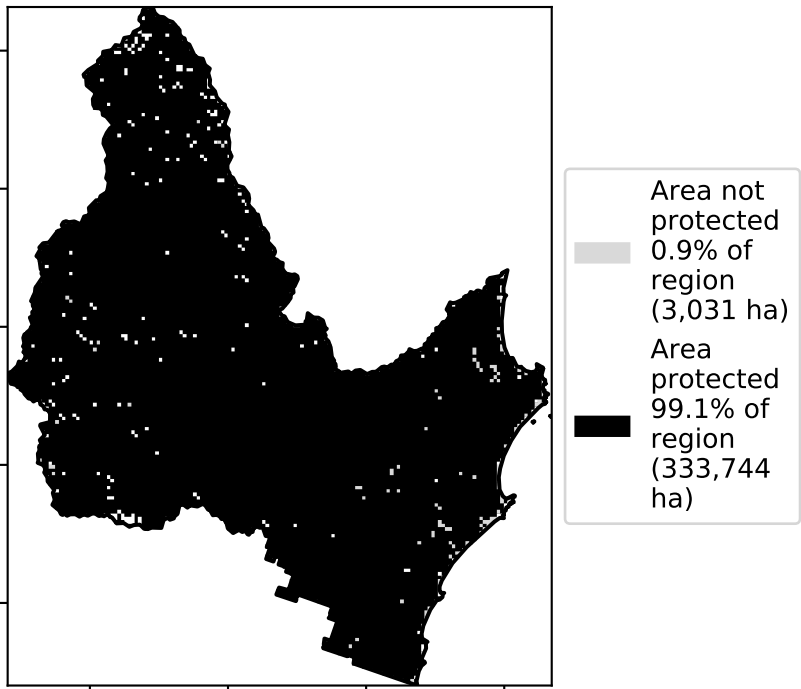 Area not
protected
0.9% of
region
(3,031 ha)
Area
protected
99.1% of
region
(333,744
ha)